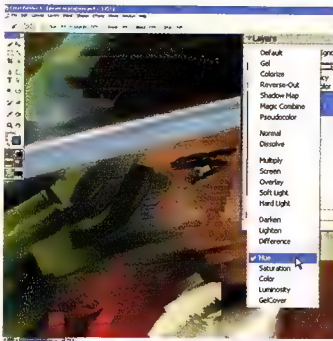 Layers
Default
Gel
Colorize
Reverse-Out
Shadow Map
Magic Combine
Pseudocolor
Normal
Dissolve
Multiply
Screen
Overlay
Soft Light
Hard Light
Darken
Lighten
Difference
Hue
Saturation
Color
Luminosity
GelCover